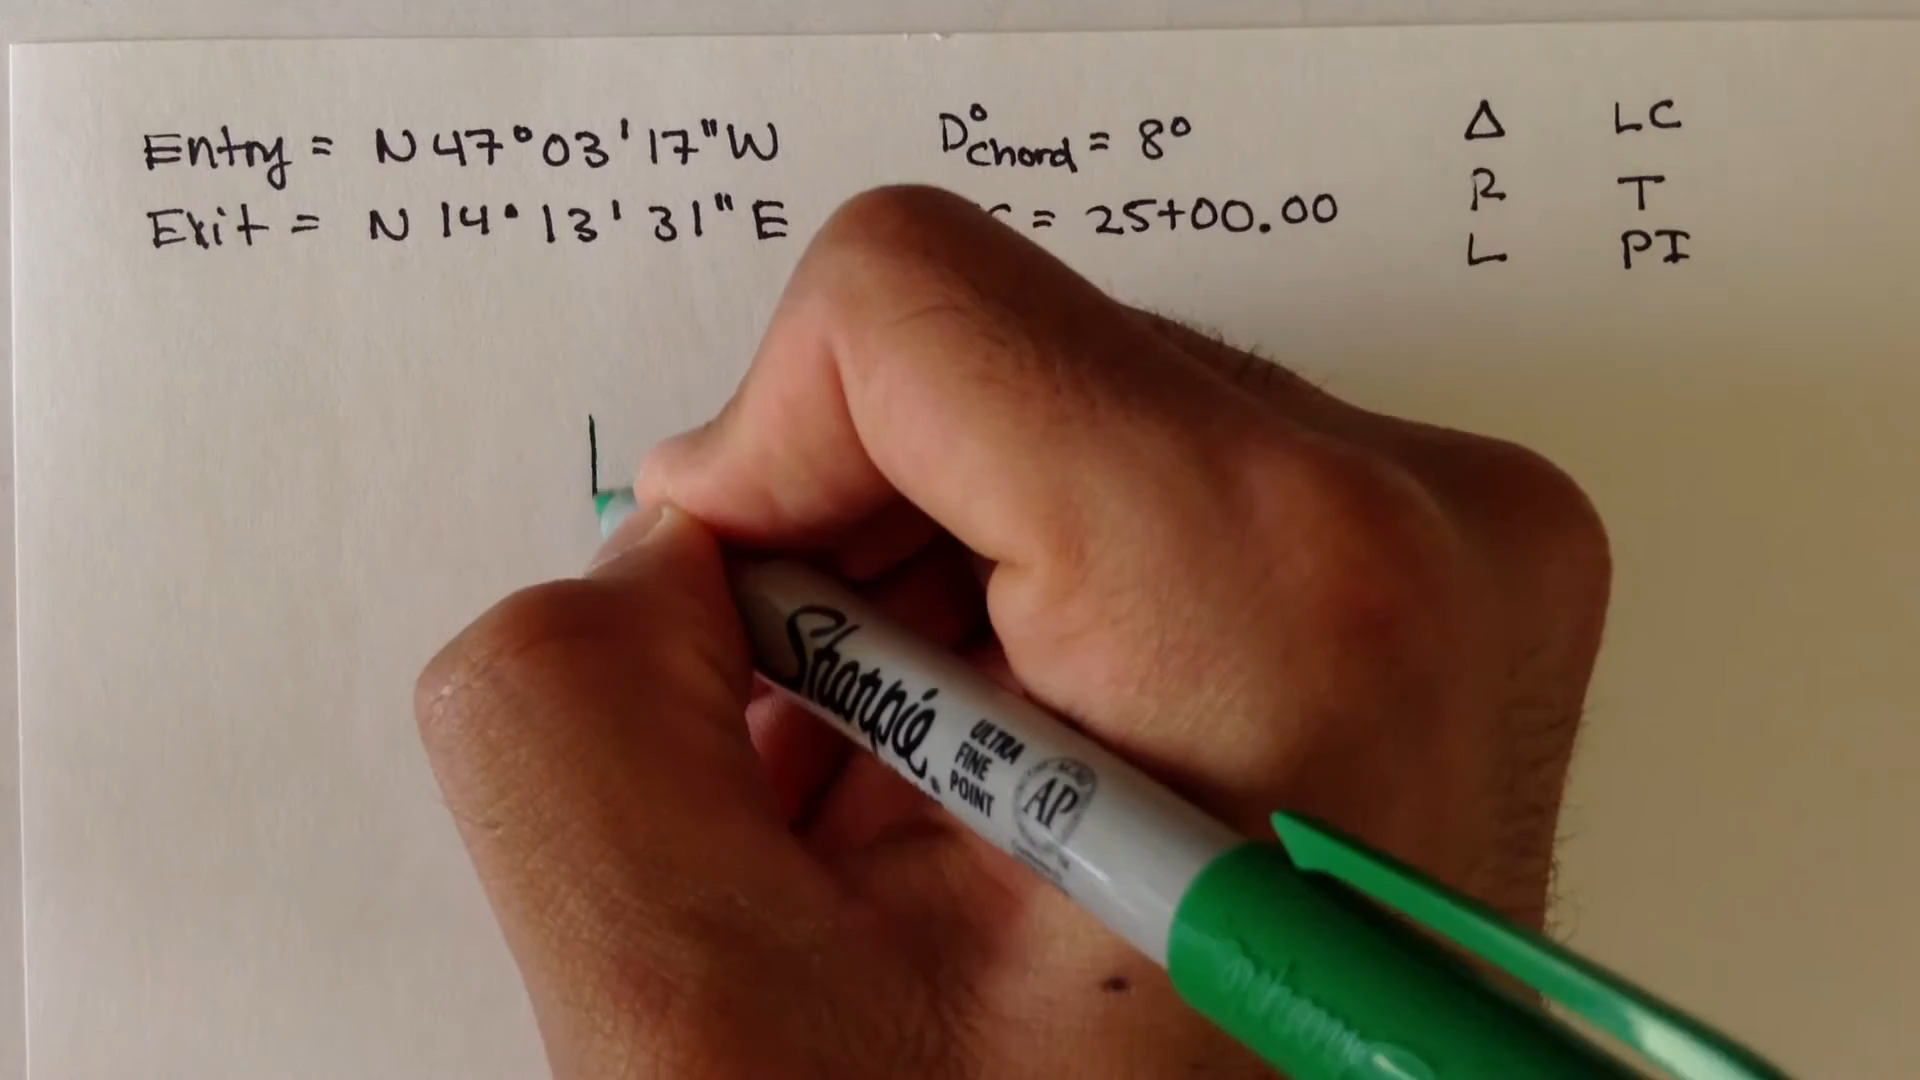 Entry = N 47°03'17" W
Exit = N 14°13'31" E
D°chord = 8°
= 25+00.00
Δ LC
R T
L PI
Sharpie.
ULTRA
FINE
POINT
AP